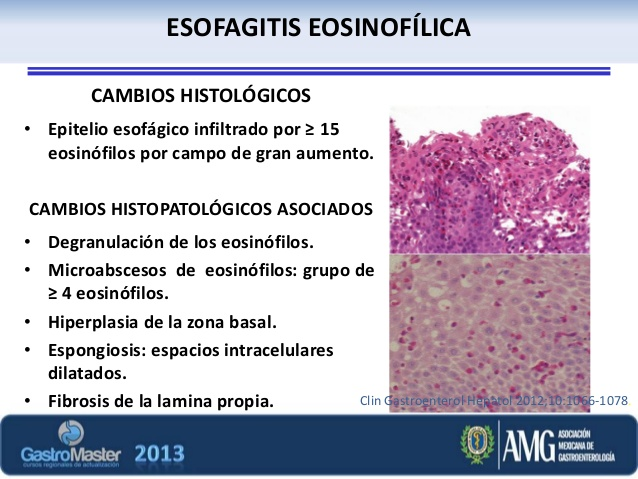 ESOFAGITIS EOSINOFÍLICA
CAMBIOS HISTOLÓGICOS
• Epitelio esofágico infiltrado por ≥ 15
eosinófilos por campo de gran aumento.
CAMBIOS HISTOPATOLÓGICOS ASOCIADOS
• Degranulación de los eosinófilos.
• Microabscesos de eosinófilos: grupo de
≥ 4 eosinófilos.
• Hiperplasia de la zona basal.
• Espongiosis: espacios intracelulares
dilatados.
• Fibrosis de la lamina propia.
Clin Gastroenterol Hepatol 2012;10:1066-1078
GastroMaster
cursos regionales de actualización
2013
AMG
ASOCIACIÓN
MEXICANA DE
GASTROENTEROLOGÍA